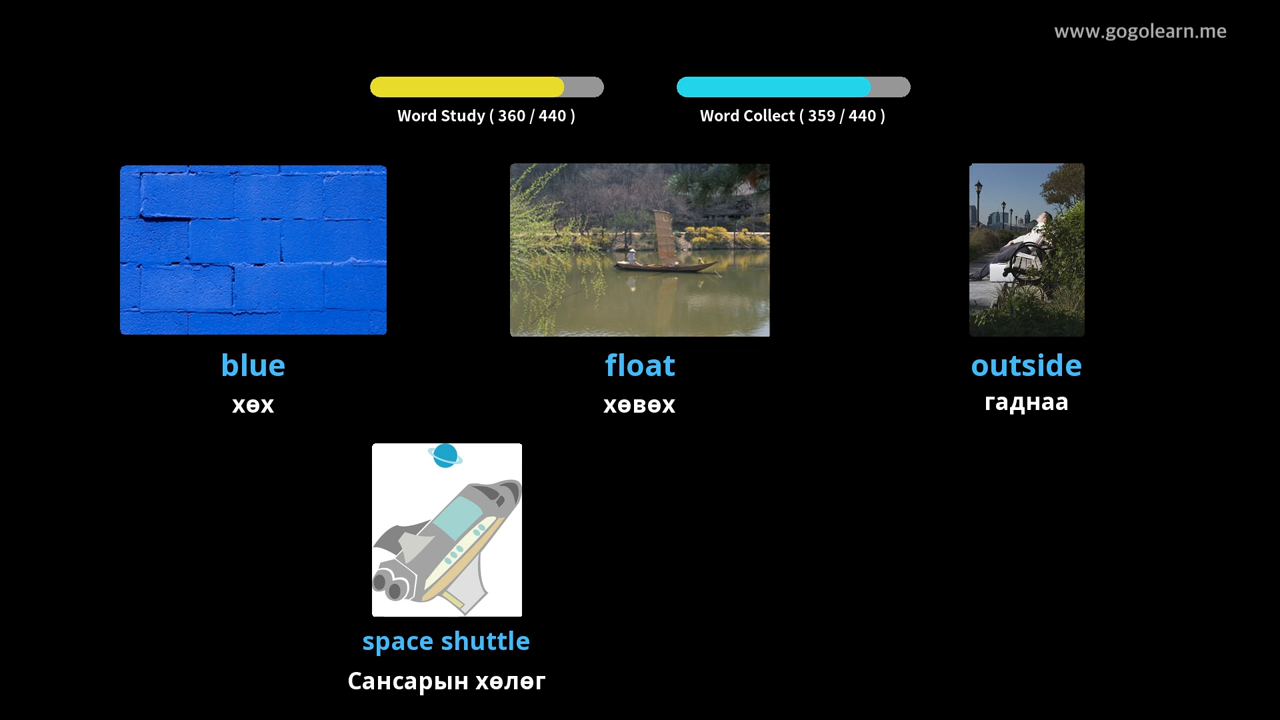 www.gogolearn.me
Word Study ( 360 / 440 )
Word Collect ( 359 / 440 )
blue
хөх
float
хөвөх
outside
гаднаа
space shuttle
Сансарын хөлөг